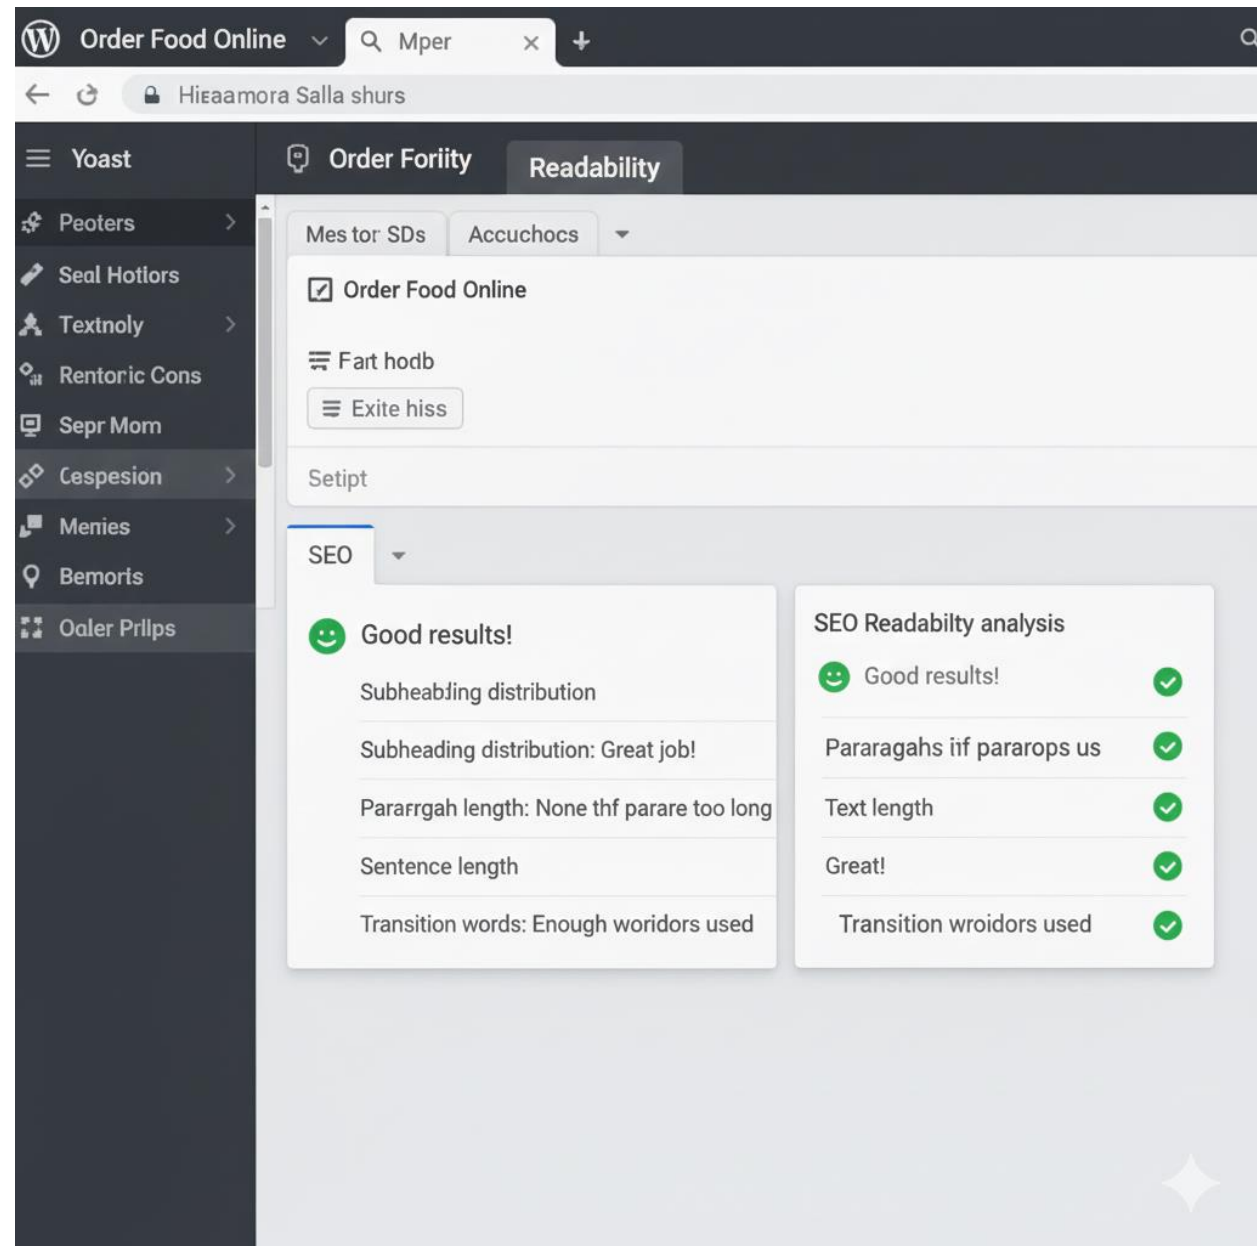 Order Food Online
Mper
Hieaamora Salla shurs
Yoast
Order Forlity
Readability
Peoters
Seal Hotlors
Textnoly
Rentoric Cons
Sepr Mom
Cespesion
Menies
Bemorts
Oaler Prllps
Mes tor SDs
Accuchocs
Order Food Online
Fart hodb
Exite hiss
Setipt
SEO
Good results!
Subheabling distribution
Subheading distribution: Great job!
Pararrgah length: None thf parare too long
Sentence length
Transition words: Enough woridors used
SEO Readabilty analysis
Good results!
Pararagahs iif pararops us
Text length
Great!
Transition wroidors used